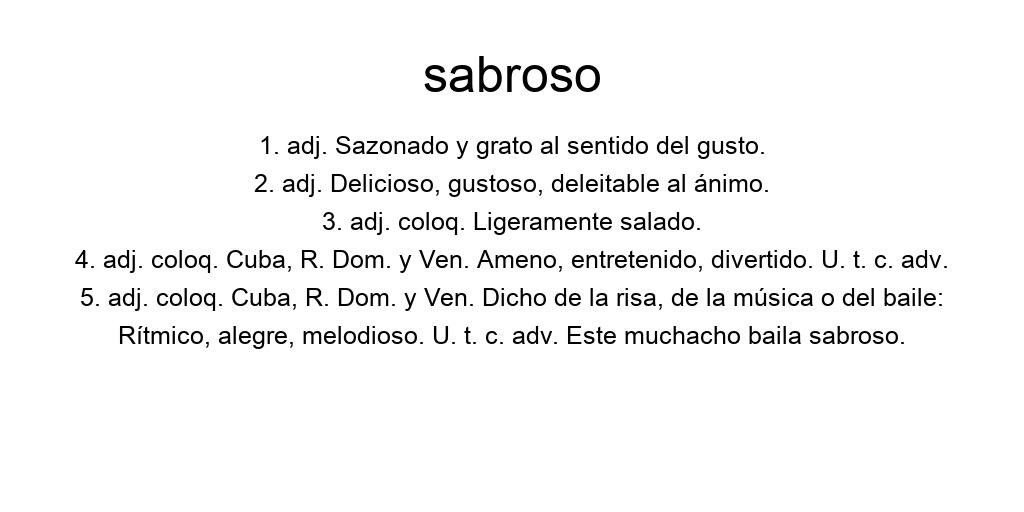 sabroso
1. adj. Sazonado y grato al sentido del gusto.
2. adj. Delicioso, gustoso, deleitable al ánimo.
3. adj. coloq. Ligeramente salado.
4. adj. coloq. Cuba, R. Dom. y Ven. Ameno, entretenido, divertido. U. t. c. adv.
5. adj. coloq. Cuba, R. Dom. y Ven. Dicho de la risa, de la música o del baile:
Rítmico, alegre, melodioso. U. t. c. adv. Este muchacho baila sabroso.